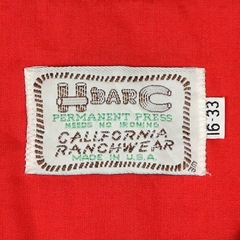 H BAR C
PERMANENT PRESS
NEEDS NO IRONING
CALIFORNIA
RANCHWEAR
MADE IN U.S.A.
16-33